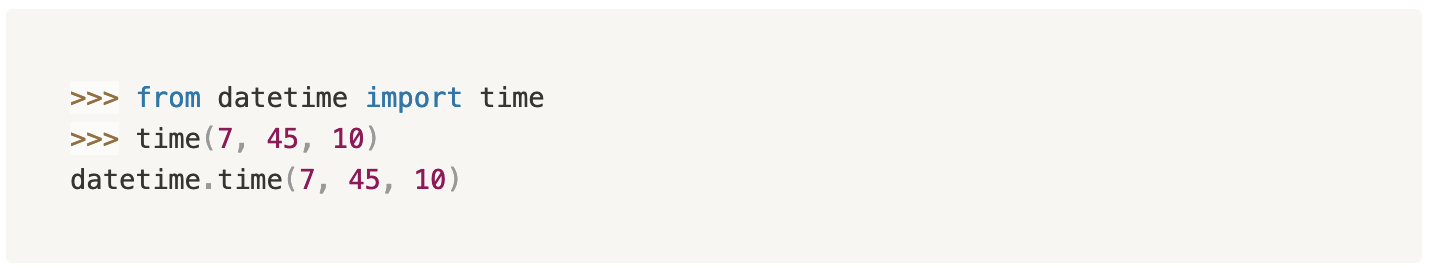 >>> from datetime import time
>>> time(7, 45, 10)
datetime.time(7, 45, 10)